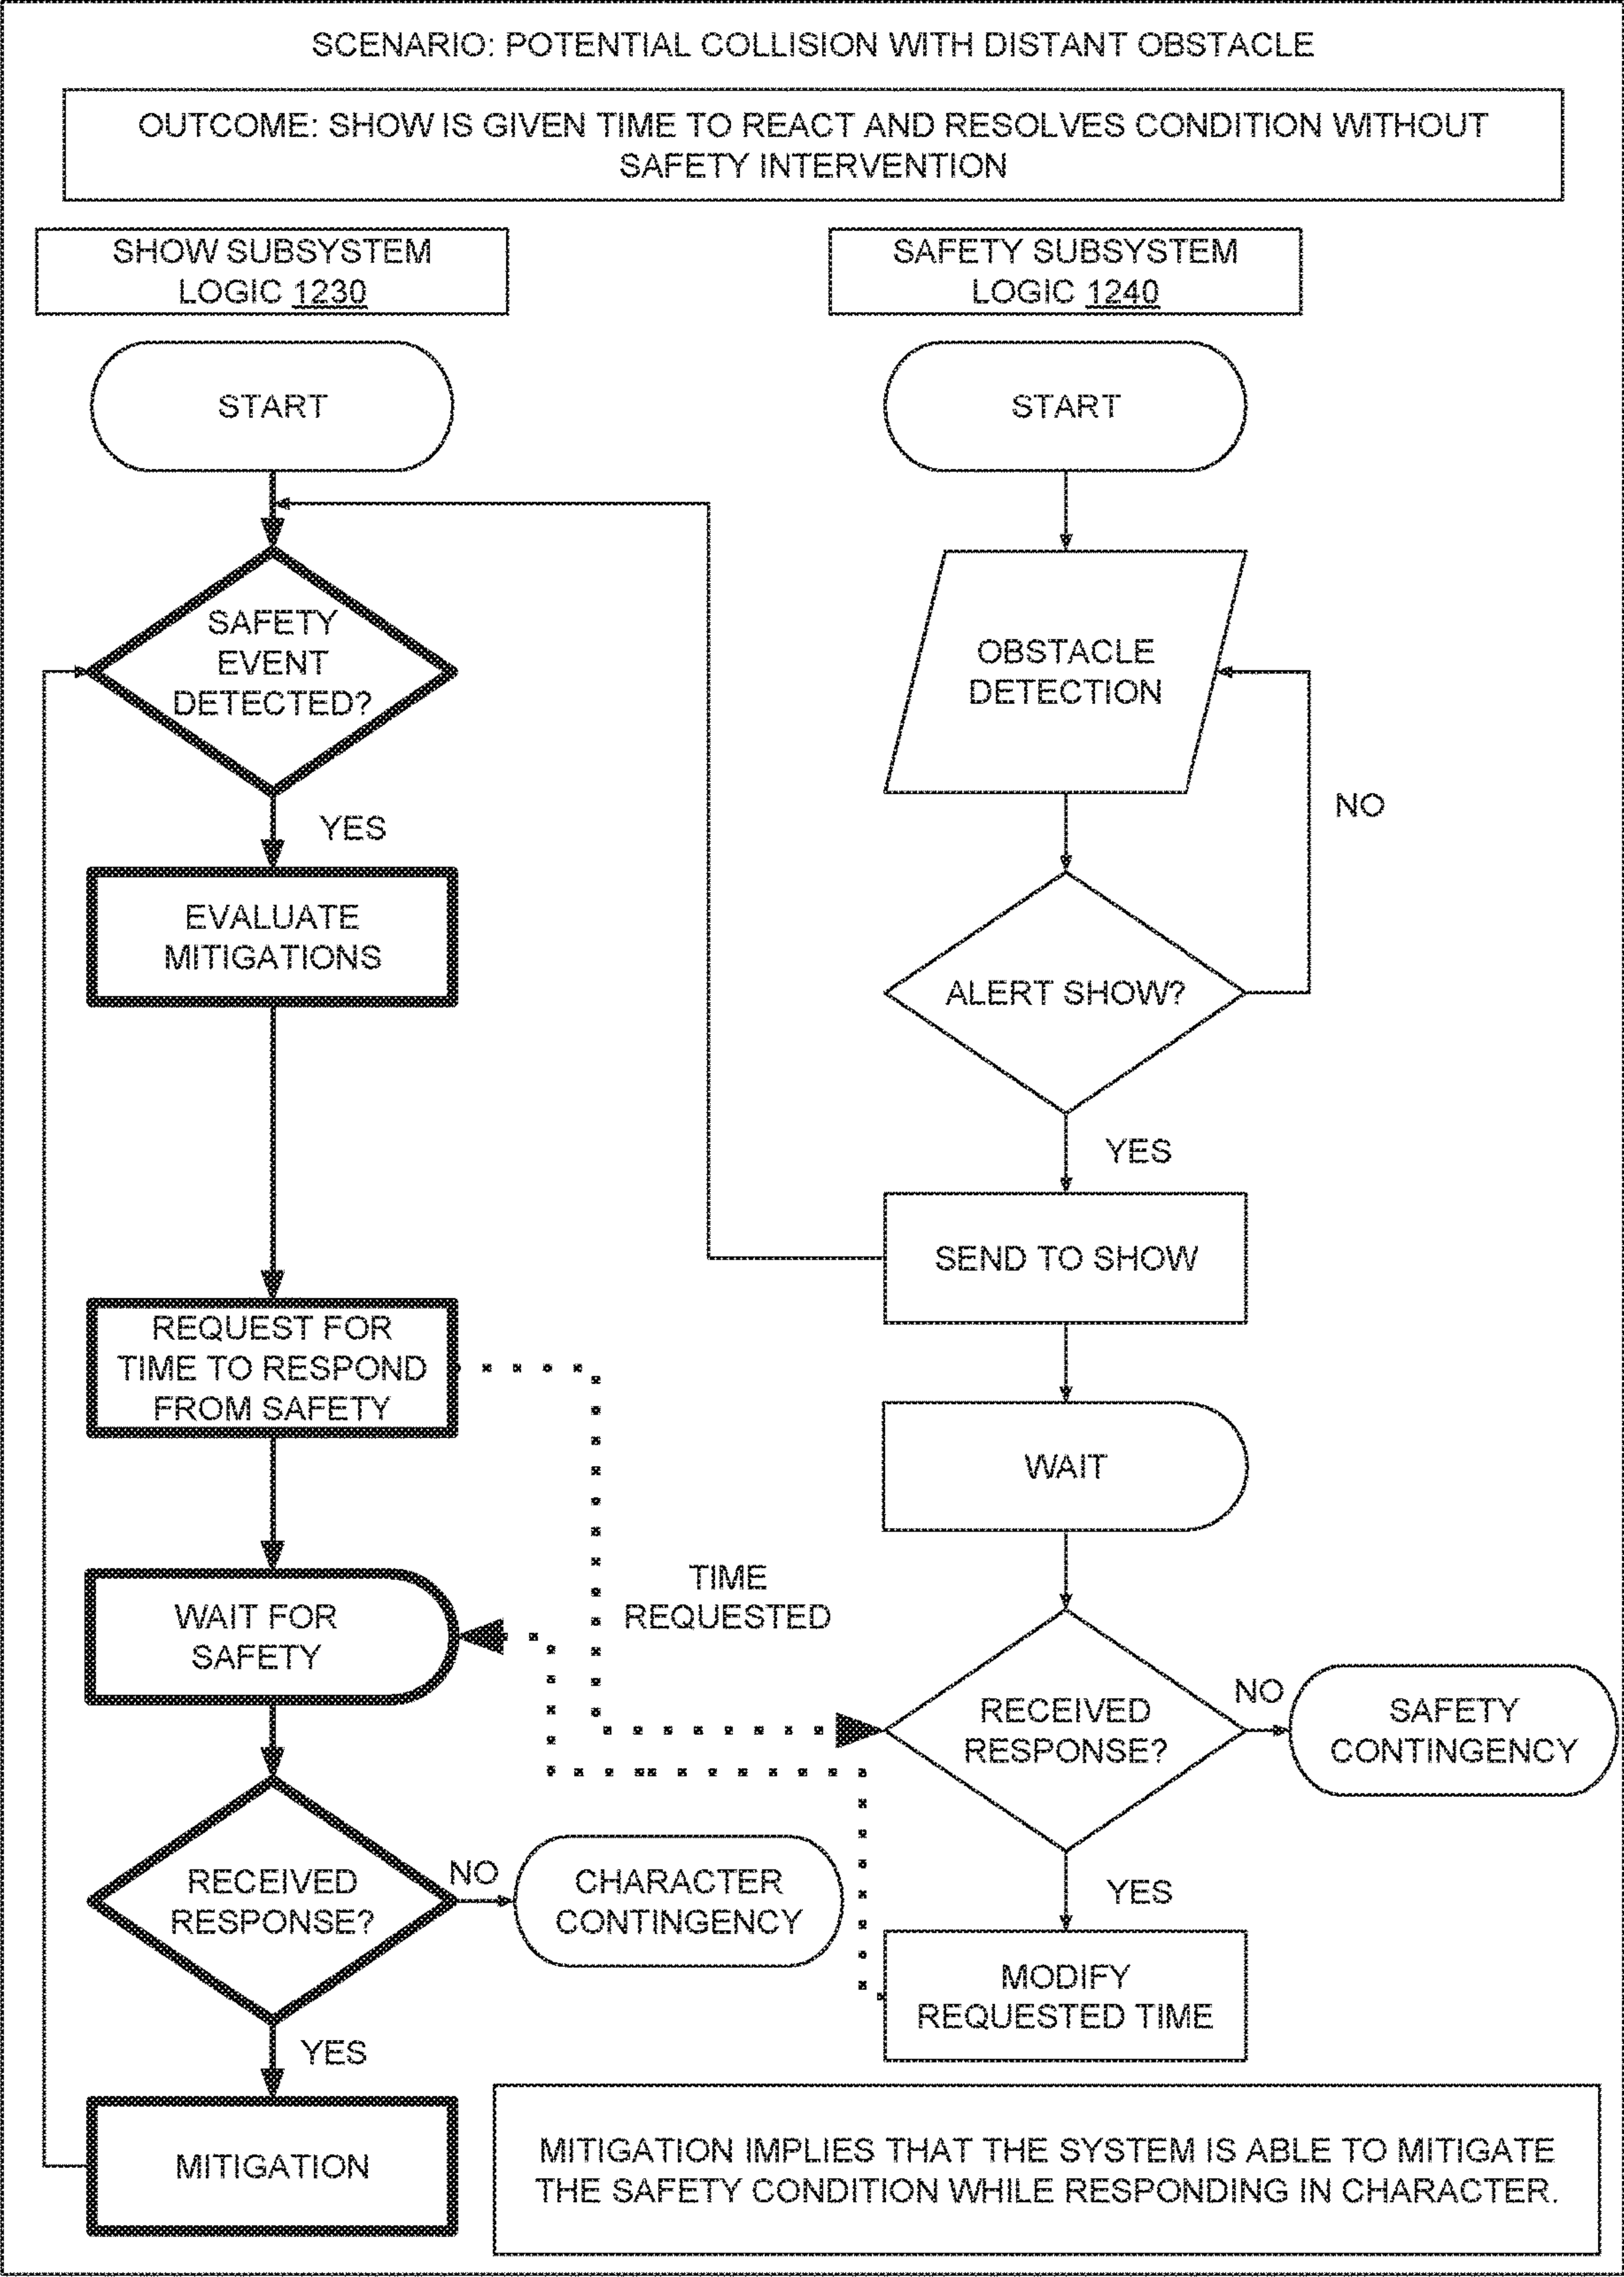 SCENARIO: POTENTIAL COLLISION WITH DISTANT OBSTACLE
OUTCOME: SHOW IS GIVEN TIME TO REACT AND RESOLVES CONDITION WITHOUT
SAFETY INTERVENTION
SHOW SUBSYSTEM
LOGIC 1230
START
SAFETY
EVENT
DETECTED?
YES
EVALUATE
MITIGATIONS
REQUEST FOR
TIME TO RESPOND
FROM SAFETY
WAIT FOR
SAFETY
RECEIVED
RESPONSE?
NO
CHARACTER
CONTINGENCY
YES
MITIGATION
TIME
REQUESTED
SAFETY SUBSYSTEM
LOGIC 1240
START
OBSTACLE
DETECTION
NO
ALERT SHOW?
YES
SEND TO SHOW
WAIT
RECEIVED
RESPONSE?
NO
SAFETY
CONTINGENCY
YES
MODIFY
REQUESTED TIME
MITIGATION IMPLIES THAT THE SYSTEM IS ABLE TO MITIGATE
THE SAFETY CONDITION WHILE RESPONDING IN CHARACTER.